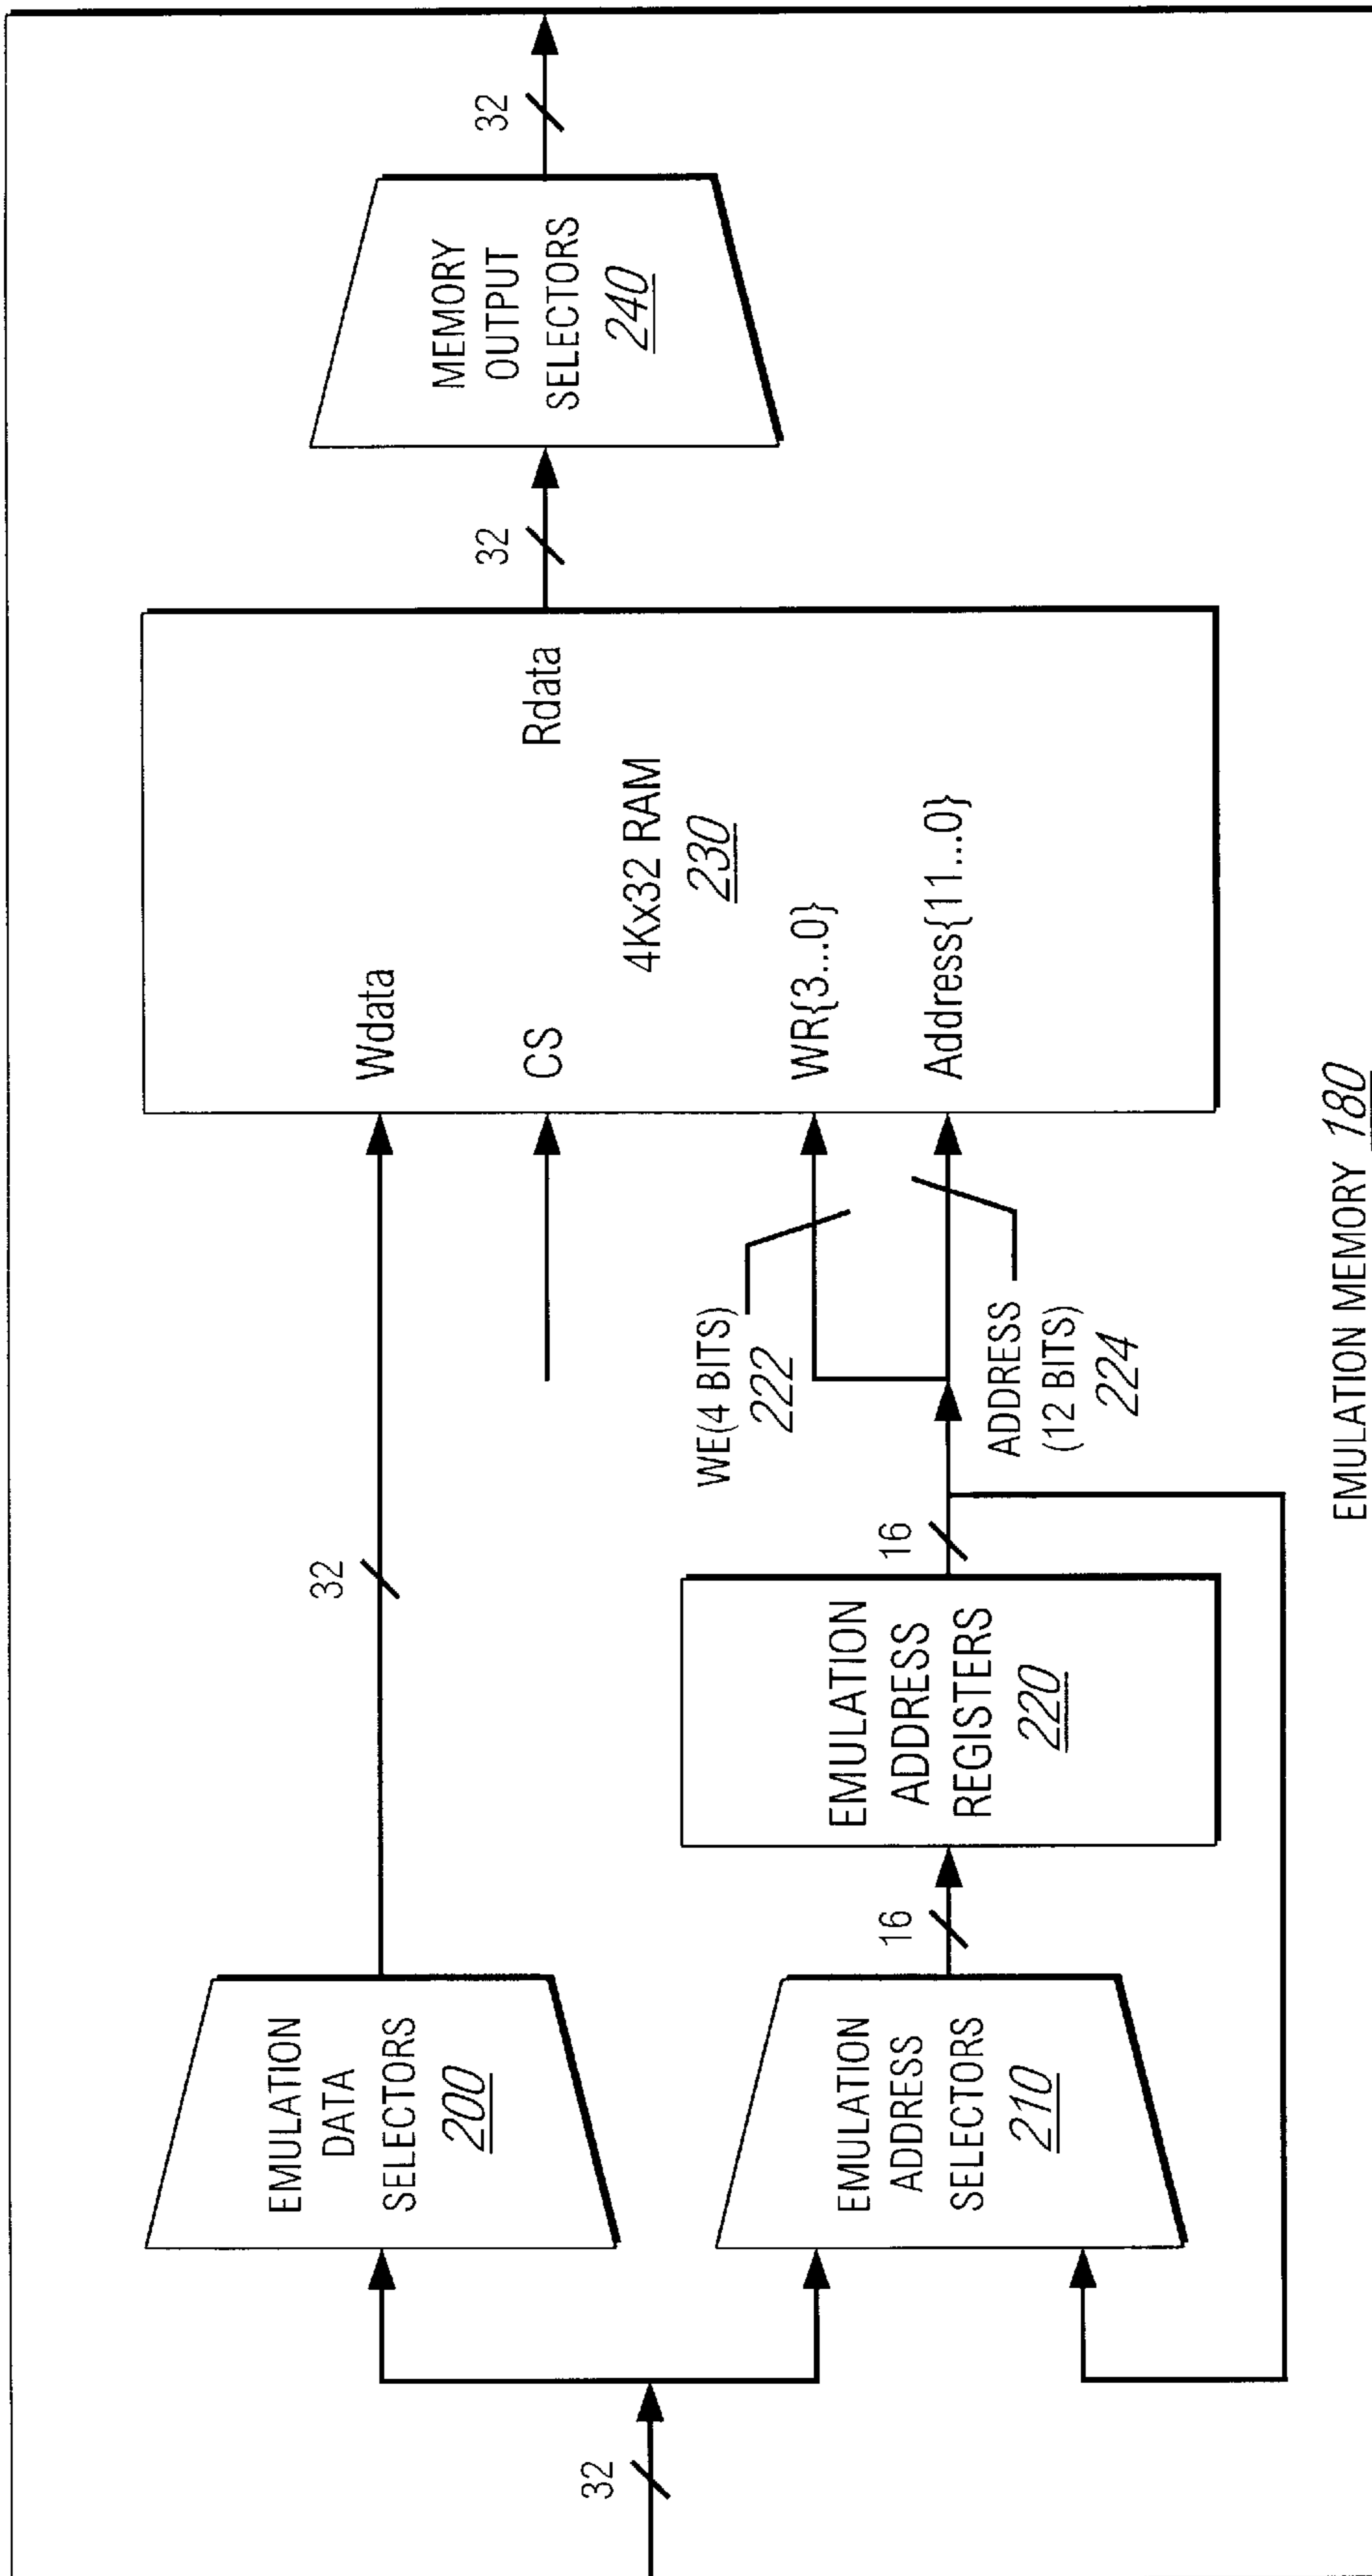 32
EMULATION
DATA
SELECTORS
200
32
EMULATION
ADDRESS
SELECTORS
210
16
EMULATION
ADDRESS
REGISTERS
220
16
WE(4 BITS)
222
ADDRESS
(12 BITS)
224
Wdata
CS
WR{3...0}
Address{11...0}
4Kx32 RAM
230
Rdata
32
MEMORY
OUTPUT
SELECTORS
240
32
EMULATION MEMORY 180